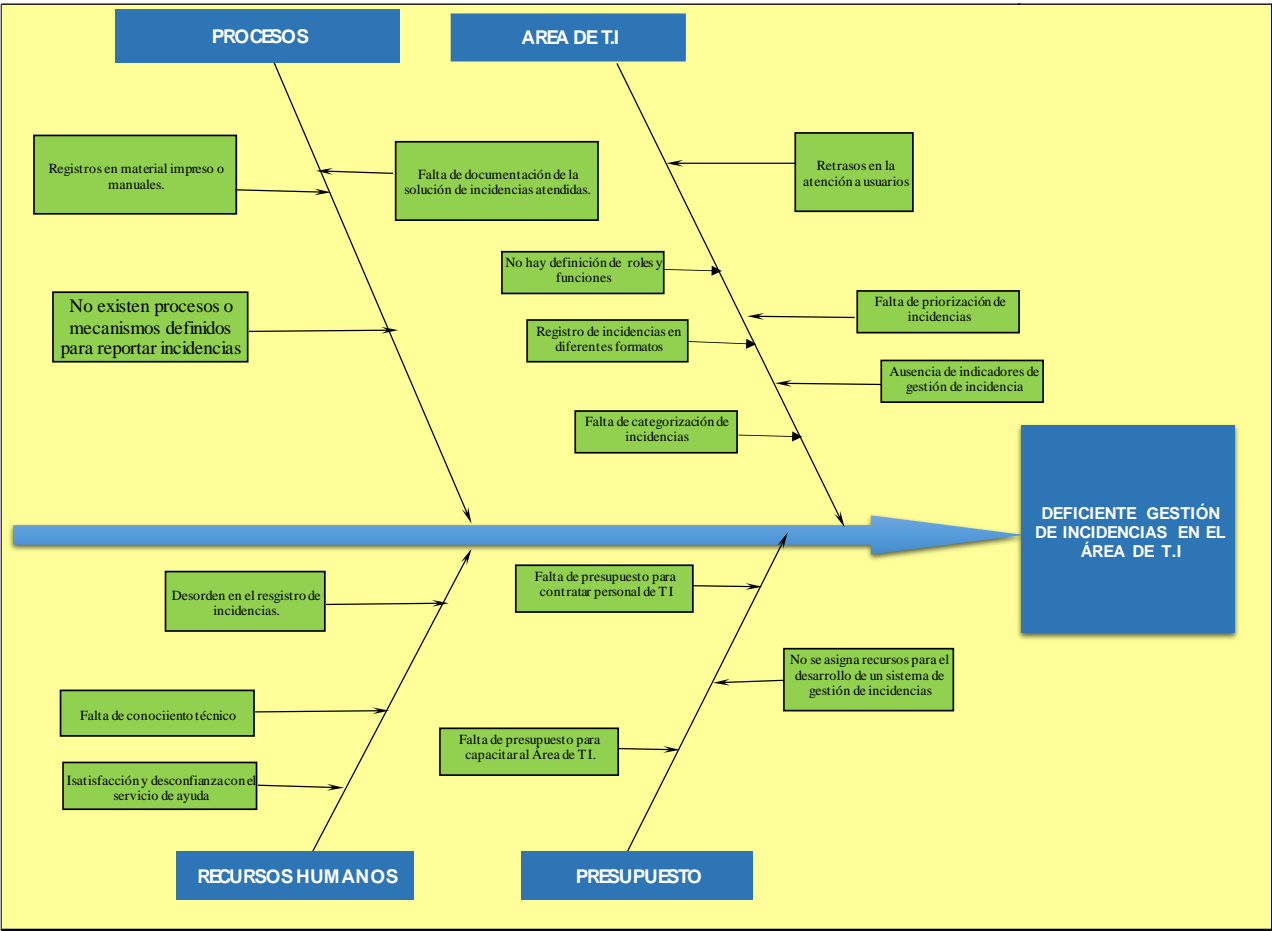 PROCESOS
AREA DE T.I
Registros en material impreso o
manuales.
Falta de documentación de la
solución de incidencias atendidas.
Retrasos en la
atención a usuarios
No hay definición de roles y
funciones
No existen procesos o
mecanismos definidos
para reportar incidencias
Falta de priorización de
incidencias
Registro de incidencias en
diferentes formatos
Ausencia de indicadores de
gestión de incidencia
Falta de categorización de
incidencias
DEFICIENTE GESTIÓN
DE INCIDENCIAS EN EL
ÁREA DE T.I
Desorden en el resgistro de
incidencias.
Falta de presupuesto para
contratar personal de TI
No se asigna recursos para el
desarrollo de un sistema de
gestión de incidencias
Falta de conociiento técnico
Falta de presupuesto para
capacitar al Área de TI.
Isatisfacción y desconfianza con el
servicio de ayuda
RECURSOS HUMANOS
PRESUPUESTO